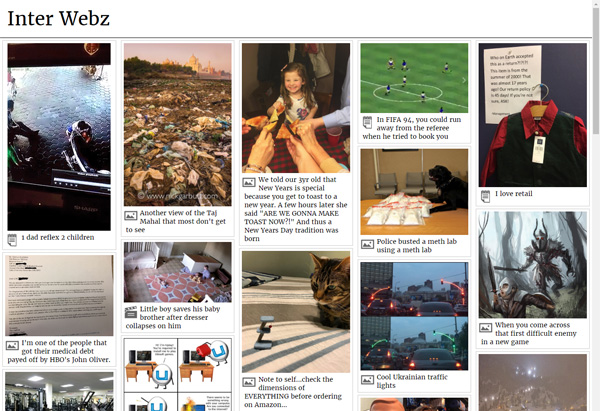 Inter Webz
1 dad reflex 2 children
I'm one of the people that
got their medical debt
payed off by HBO's John Oliver.
© www.nickgarbutt.com
Another view of the Taj
Mahal that most don't get
to see
Little boy saves his baby
brother after dresser
collapses on him
We told our 3yr old that
New Years is special
because you get to toast to a
new year. A few hours later she
said "ARE WE GONNA MAKE
TOAST NOW?!" And thus a
New Years Day tradition was
born
Note to self...check the
dimensions of
EVERYTHING before ordering
on Amazon...
In FIFA 94, you could run
away from the referee
when he tried to book you
Police busted a meth lab
using a meth lab
Cool Ukrainian traffic
lights
Who on Earth accepted
this as a return?!?!?!
This item is from the
summer of 2000! That
was almost 17 years
ago! Our return policy
is 45 days! If you're not
sure, ASK!
I love retail
When you come across
that first difficult enemy
in a new game